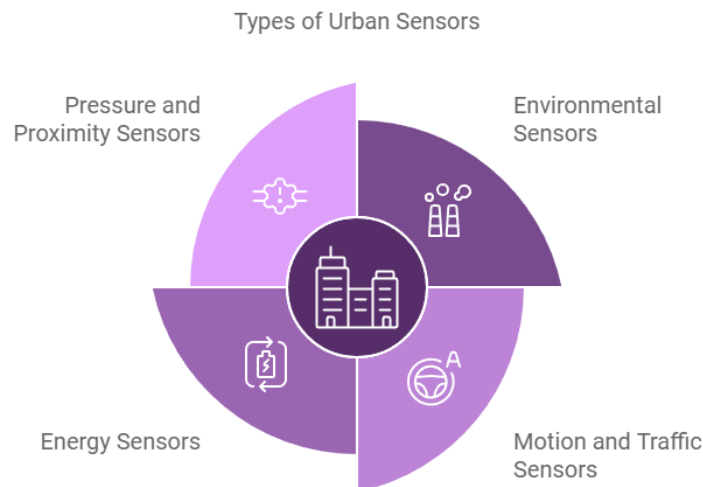 Types of Urban Sensors
Pressure and
Proximity Sensors
Environmental
Sensors
A
Energy Sensors
Motion and Traffic
Sensors